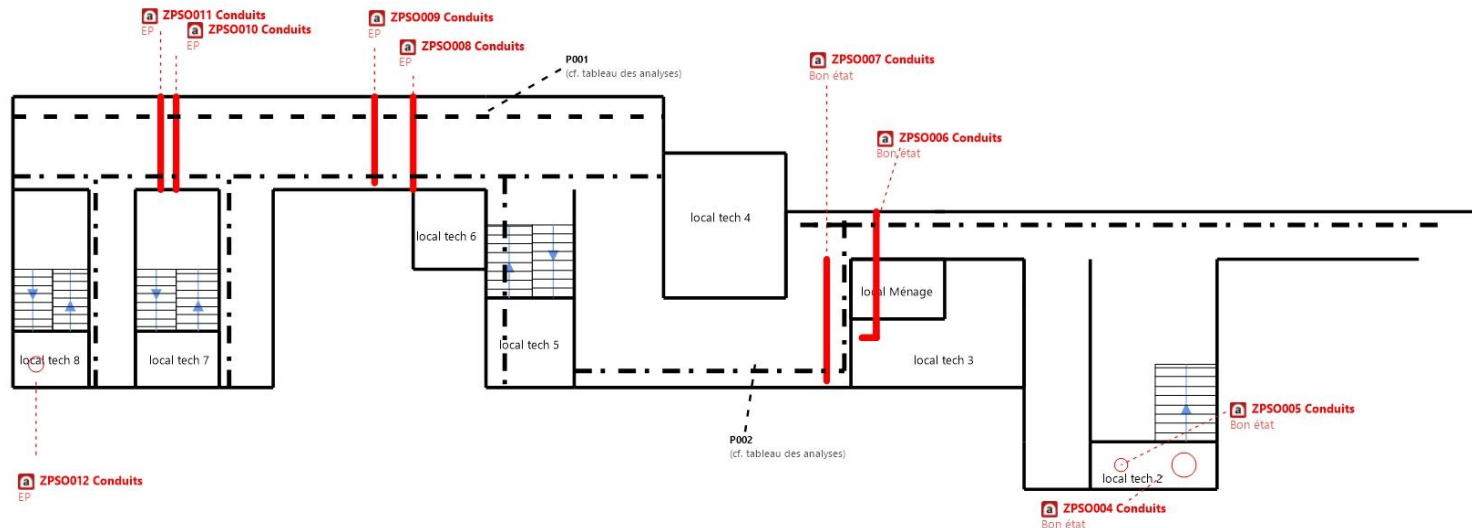 a ZPSO011 Conduits
EP
a ZPSO010 Conduits
EP
a ZPSO009 Conduits
EP
a ZPSO008 Conduits
EP
P001
(cf. tableau des analyses)
a ZPSO007 Conduits
Bon état
a ZPSO006 Conduits
Bon état
local tech 4
local tech 6
local Ménage
local tech 8
local tech 7
local tech 5
local tech 3
P002
(cf. tableau des analyses)
a ZPSO005 Conduits
Bon état
local tech 2
a ZPSO012 Conduits
EP
a ZPSO004 Conduits
Bon état